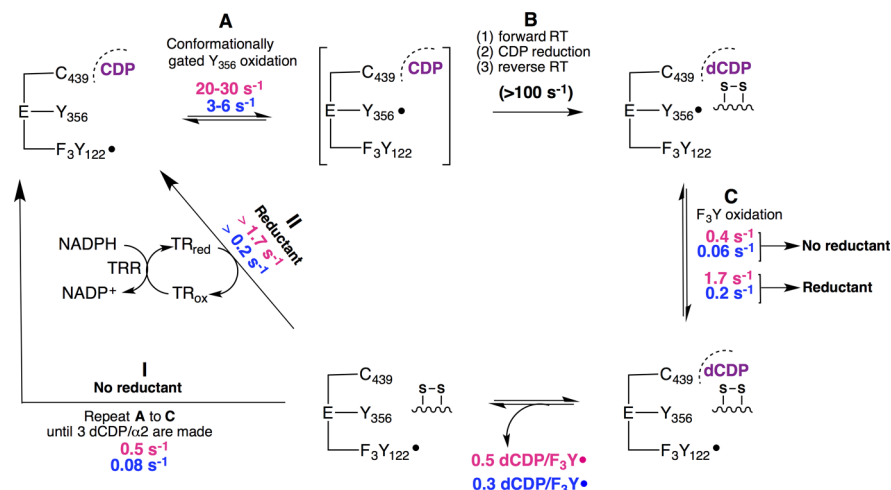 A
Conformationally
gated Y356 oxidation
20-30 s-1
3-6 s-1
B
(1) forward RT
(2) CDP reduction
(3) reverse RT
(>100 s-1)
C439
CDP
E
Y356
F3Y122•
C439
CDP
E
Y356•
F3Y122
C439
dCDP
S-S
E
Y356•
F3Y122
C
F3Y oxidation
0.4 s-1
0.06 s-1
No reductant
1.7 s-1
0.2 s-1
Reductant
II
Reductant
> 1.7 s-1
> 0.2 s-1
NADPH
TRred
TRR
NADP+
TRox
I
No reductant
Repeat A to C
until 3 dCDP/α2 are made
0.5 s-1
0.08 s-1
C439
S-S
E
Y356
F3Y122•
0.5 dCDP/F3Y•
0.3 dCDP/F3Y•
C439
dCDP
S-S
E
Y356
F3Y122•